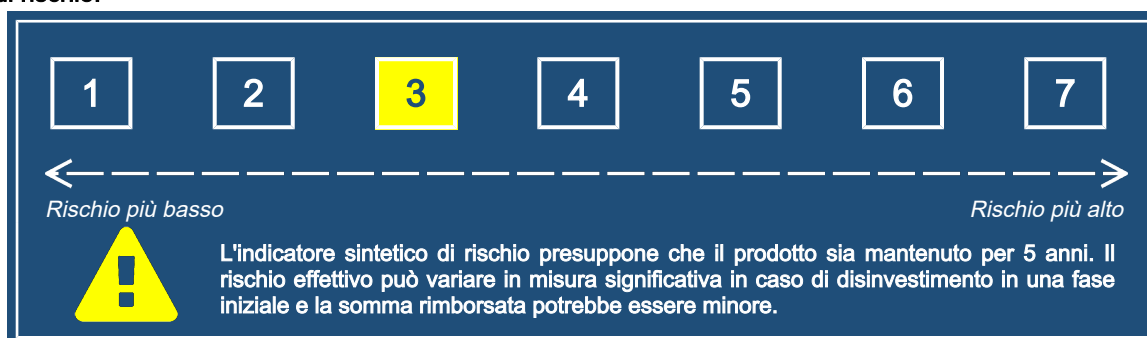 di rischio:
1 2 3 4 5 6 7
Rischio più basso Rischio più alto
L'indicatore sintetico di rischio presuppone che il prodotto sia mantenuto per 5 anni. Il
rischio effettivo può variare in misura significativa in caso di disinvestimento in una fase
iniziale e la somma rimborsata potrebbe essere minore.